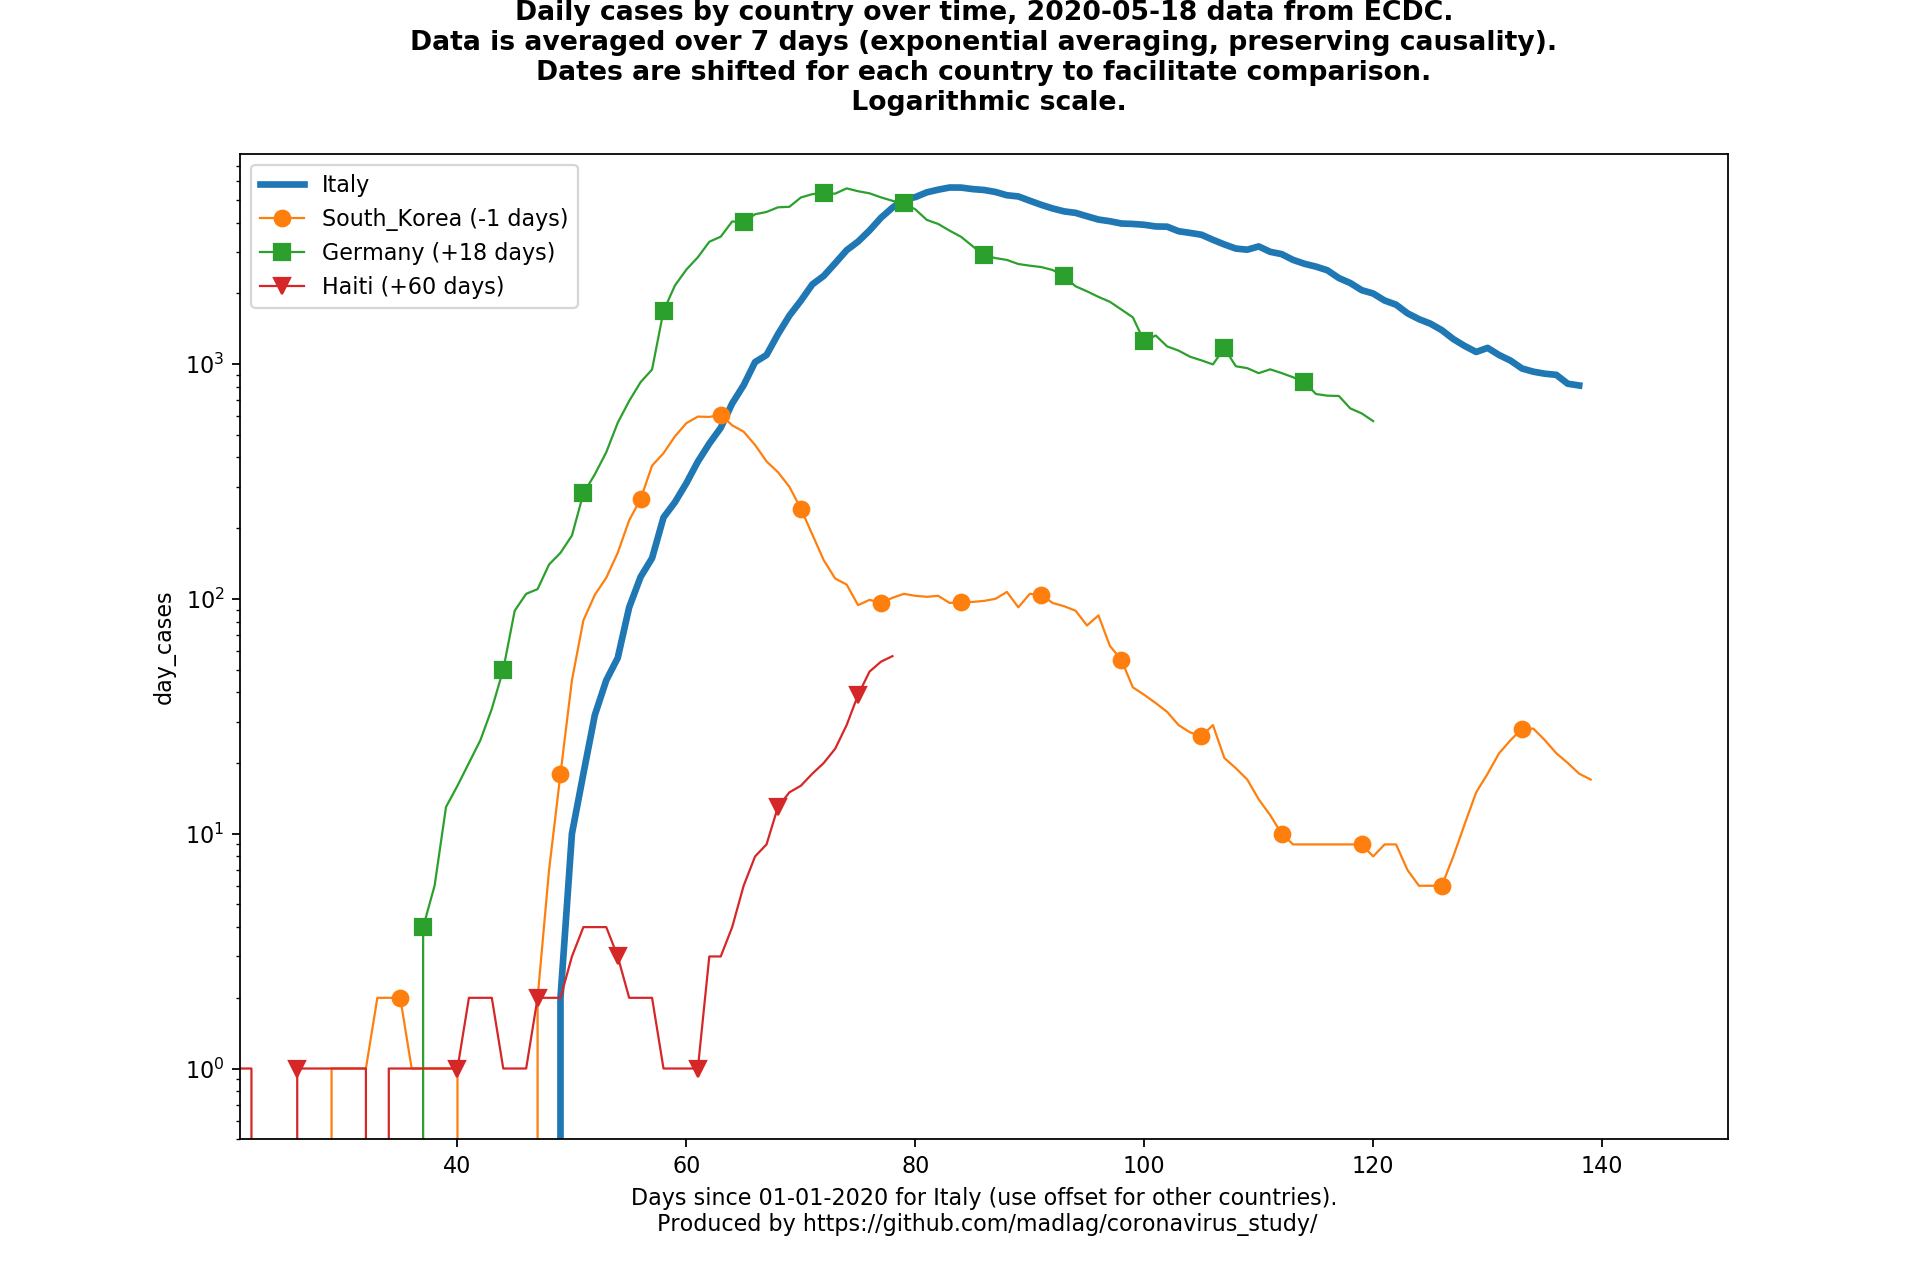 Daily cases by country over time, 2020-05-18 data from ECDC.
Data is averaged over 7 days (exponential averaging, preserving causality).
Dates are shifted for each country to facilitate comparison.
Logarithmic scale.
Italy
South_Korea (-1 days)
Germany (+18 days)
Haiti (+60 days)
10³
10²
10¹
10⁰
day_cases
40 60 80 100 120 140
Days since 01-01-2020 for Italy (use offset for other countries).
Produced by https://github.com/madlag/coronavirus_study/